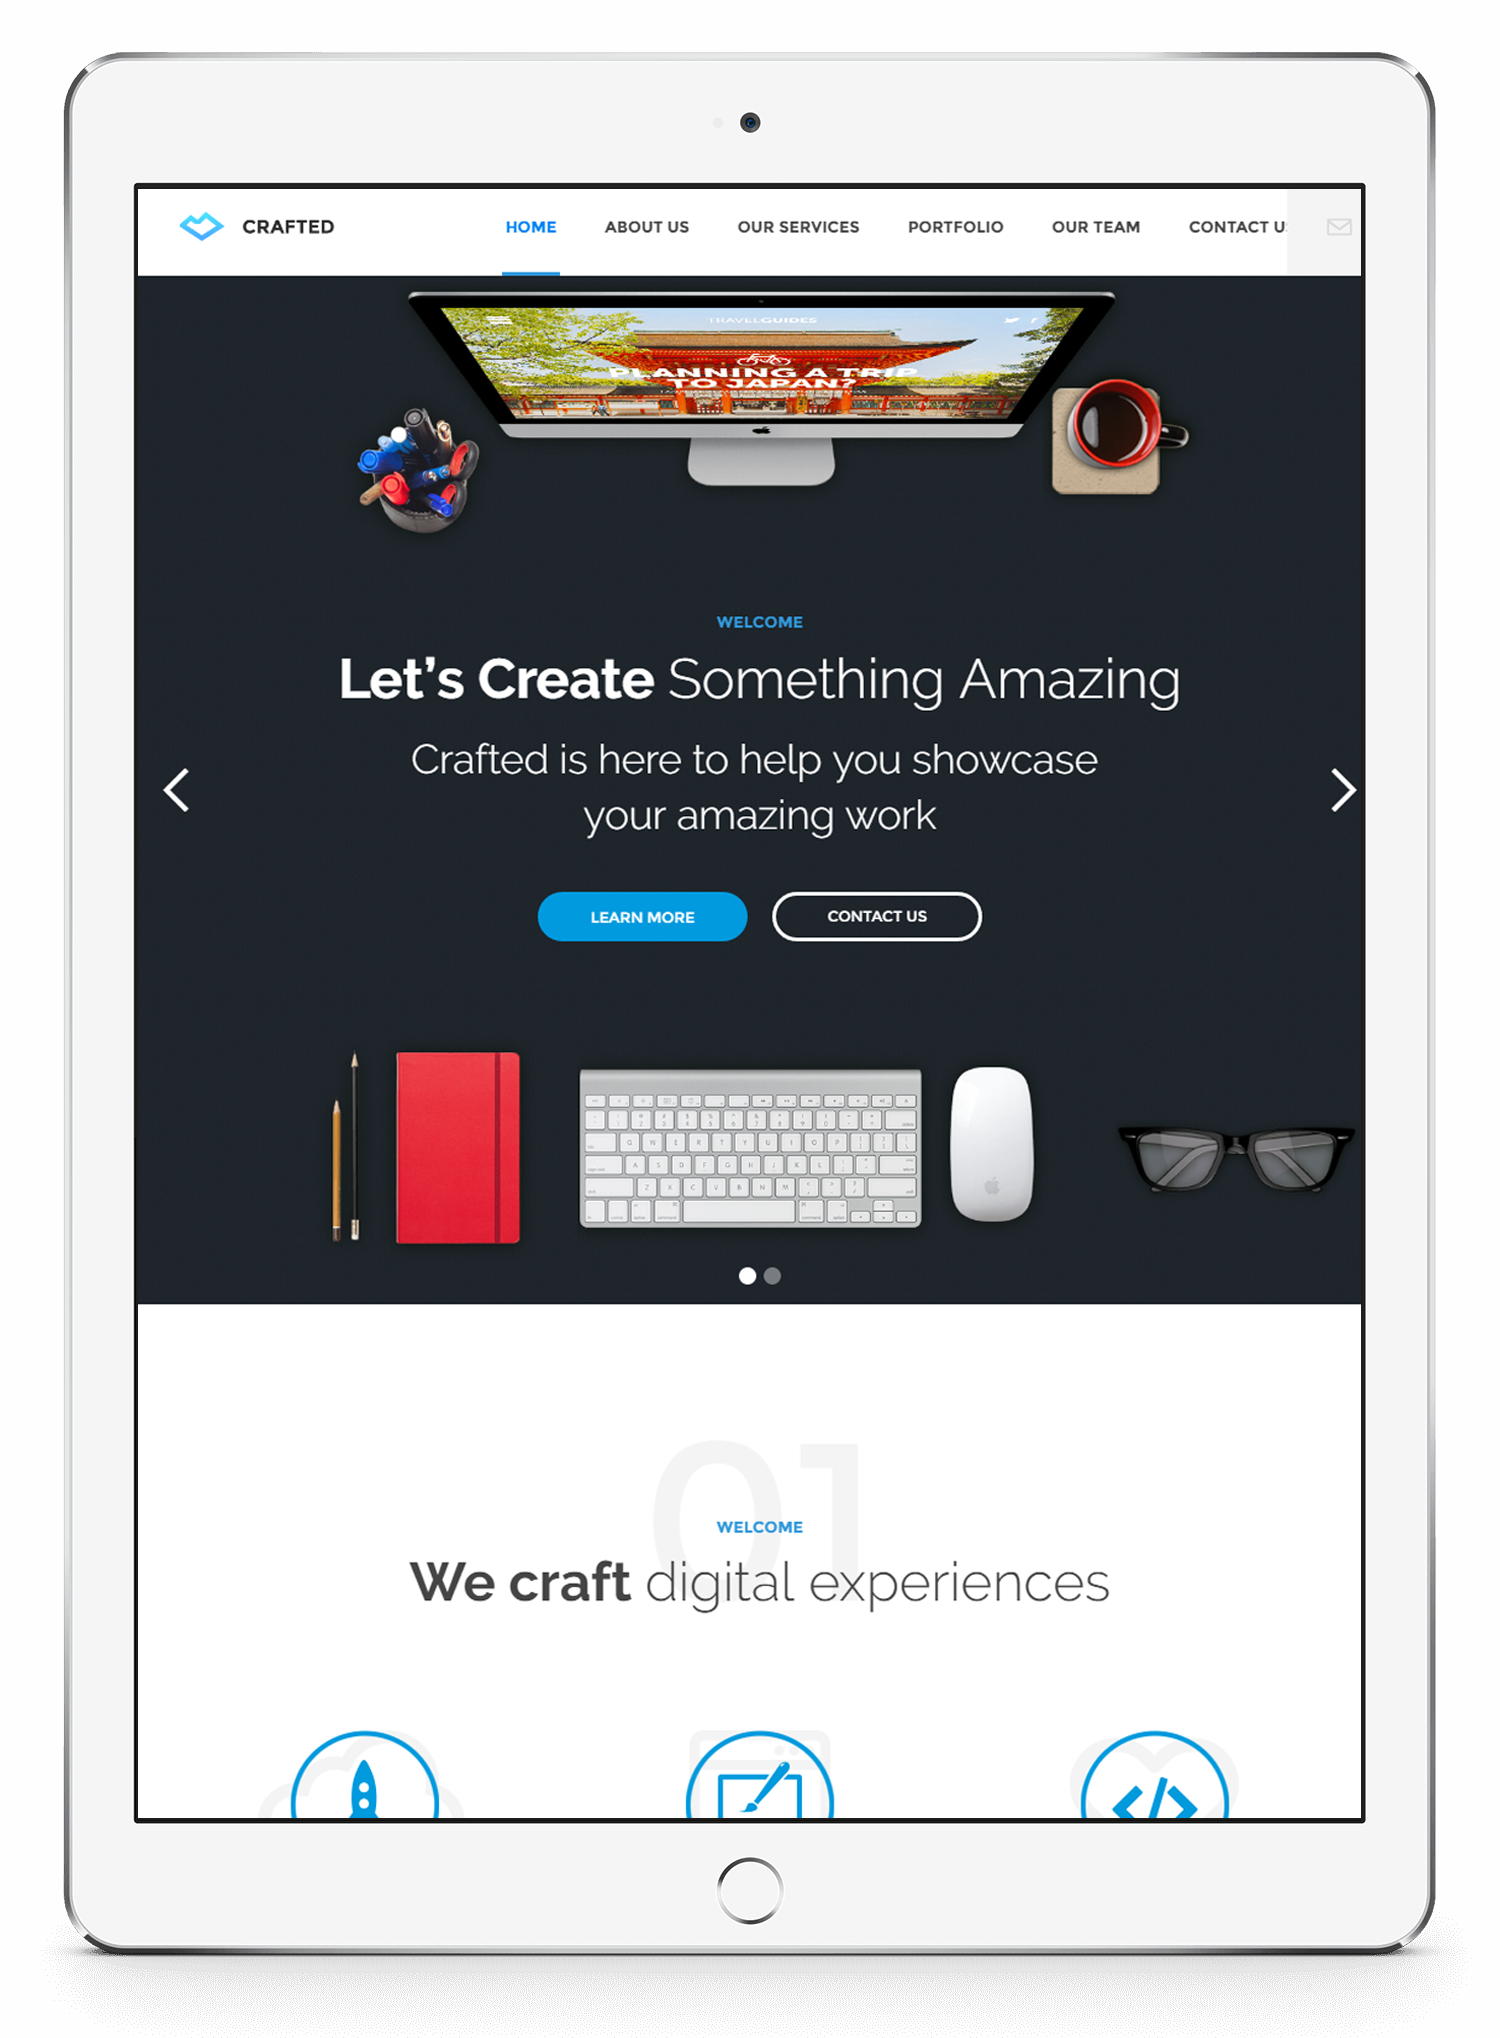 CRAFTED
HOME
ABOUT US
OUR SERVICES
PORTFOLIO
OUR TEAM
CONTACT U
TRAVELGUIDES
PLANNING A TRIP
TO JAPAN?
WELCOME
Let's Create Something Amazing
Crafted is here to help you showcase
your amazing work
LEARN MORE
CONTACT US
01
WELCOME
We craft digital experiences